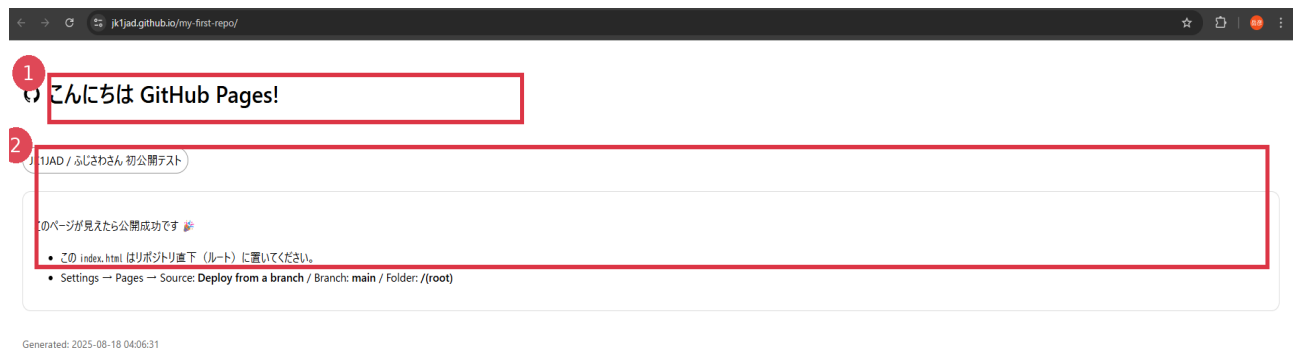 jk1jad.github.io/my-first-repo/
1
こんにちは GitHub Pages!
2
JK1JAD / ふじさわさん 初公開テスト
このページが見えたら公開成功です 🎉
• この index.html はリポジトリ直下（ルート）に置いてください。
• Settings → Pages → Source: Deploy from a branch / Branch: main / Folder: /(root)
Generated: 2025-08-18 04:06:31